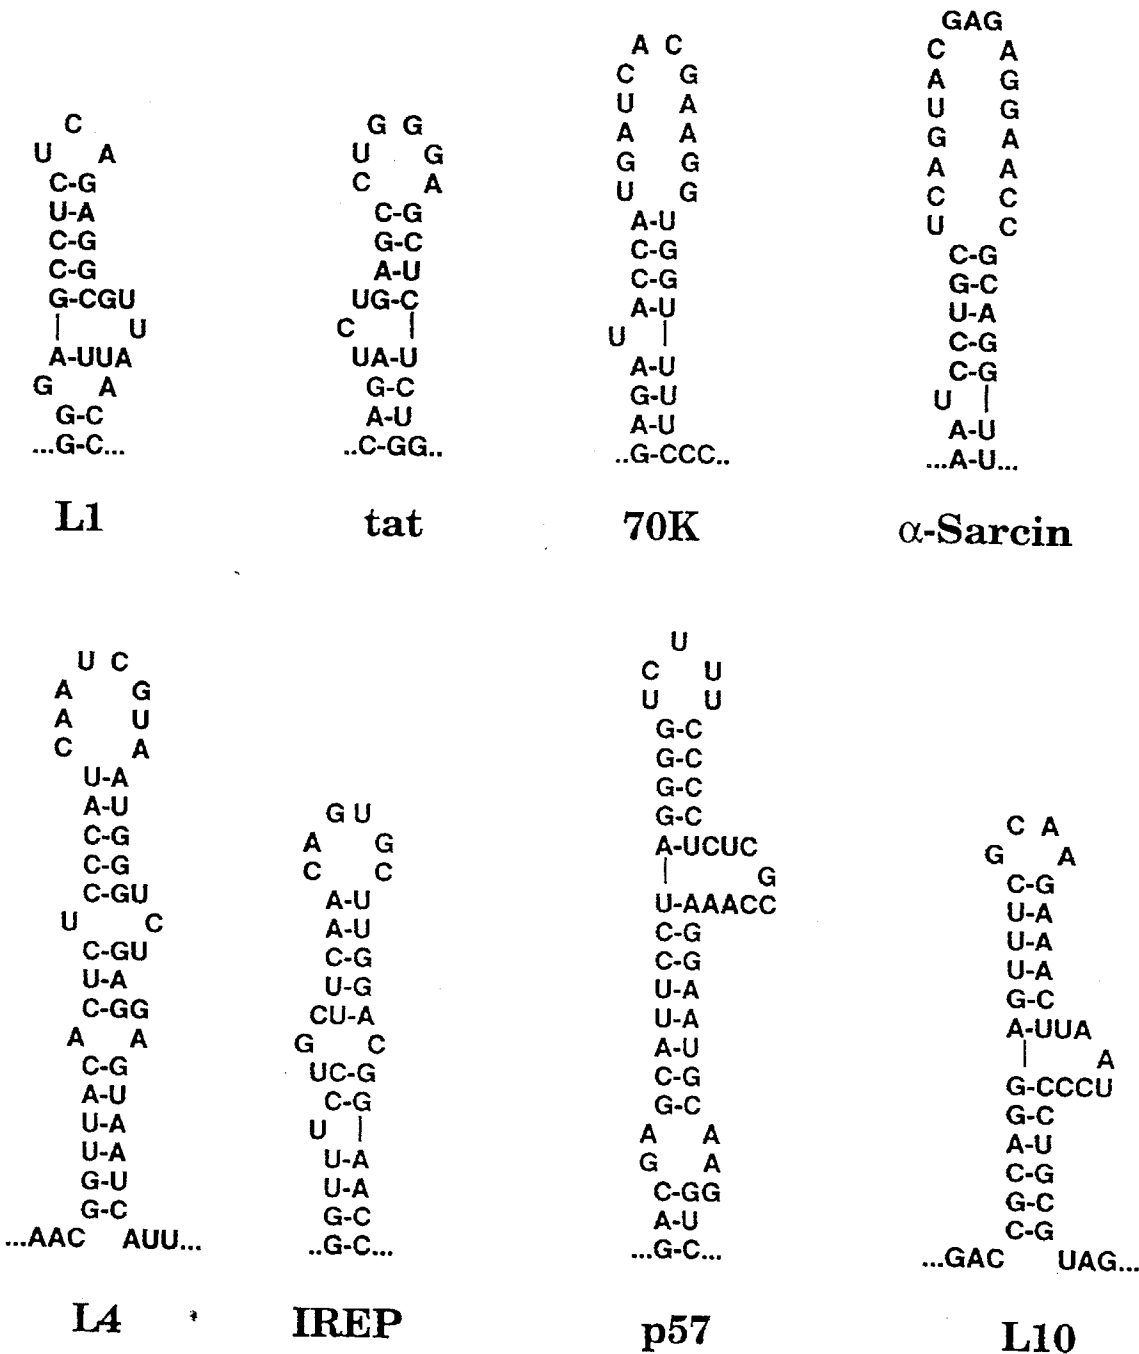 C
U A
C-G
U-A
C-G
C-G
G-CGU
| U
A-UUA
G A
G-C
...G-C...
L1
G G
U G
C A
C-G
G-C
A-U
UG-C
C |
UA-U
G-C
A-U
..C-GG..
tat
A C
C G
U A
A A
G G
U G
A-U
C-G
C-G
A-U
U |
A-U
G-U
A-U
..G-CCC..
70K
GAG
C A
A G
U G
G A
A A
C C
U C
C-G
G-C
U-A
C-G
C-G
U |
A-U
...A-U...
α-Sarcin
U C
A G
A U
C A
U-A
A-U
C-G
C-G
C-GU
U C
C-GU
U-A
C-GG
A A
C-G
A-U
U-A
U-A
G-U
G-C
...AAC AUU...
L4
G U
A G
C C
A-U
A-U
C-G
U-G
CU-A
G C
UC-G
C-G
U |
U-A
U-A
G-C
..G-C...
IREP
U
C U
U U
G-C
G-C
G-C
G-C
A-UCUC
| G
U-AAACC
C-G
C-G
U-A
U-A
A-U
C-G
G-C
A A
G A
C-GG
A-U
...G-C...
p57
C A
G A
C-G
U-A
U-A
U-A
G-C
A-UUA
| A
G-CCCU
G-C
A-U
C-G
G-C
C-G
...GAC UAG...
L10